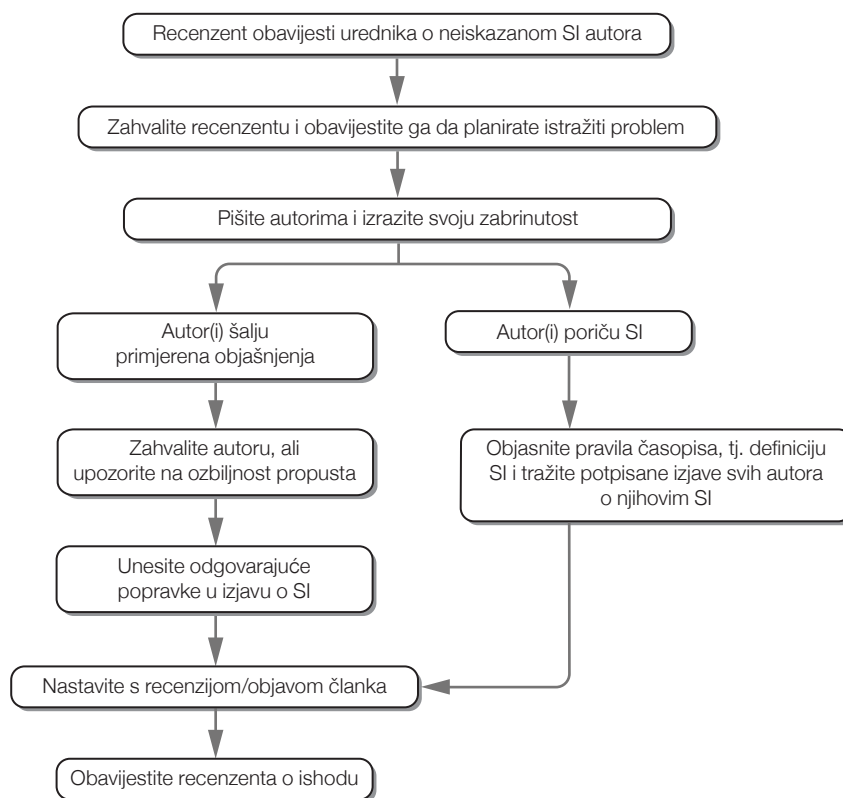 Recenzent obavijesti urednika o neiskazanom SI autora
Zahvalite recenzentu i obavijestite ga da planirate istražiti problem
Pišite autorima i izrazite svoju zabrinutost
Autor(i) šalju
primjerena objašnjenja
Autor(i) poriču SI
Zahvalite autoru, ali
upozorite na ozbiljnost propusta
Objasnite pravila časopisa, tj. definiciju
SI i tražite potpisane izjave svih autora
o njihovim SI
Unesite odgovarajuće
popravke u izjavu o SI
Nastavite s recenzijom/objavom članka
Obavijestite recenzenta o ishodu